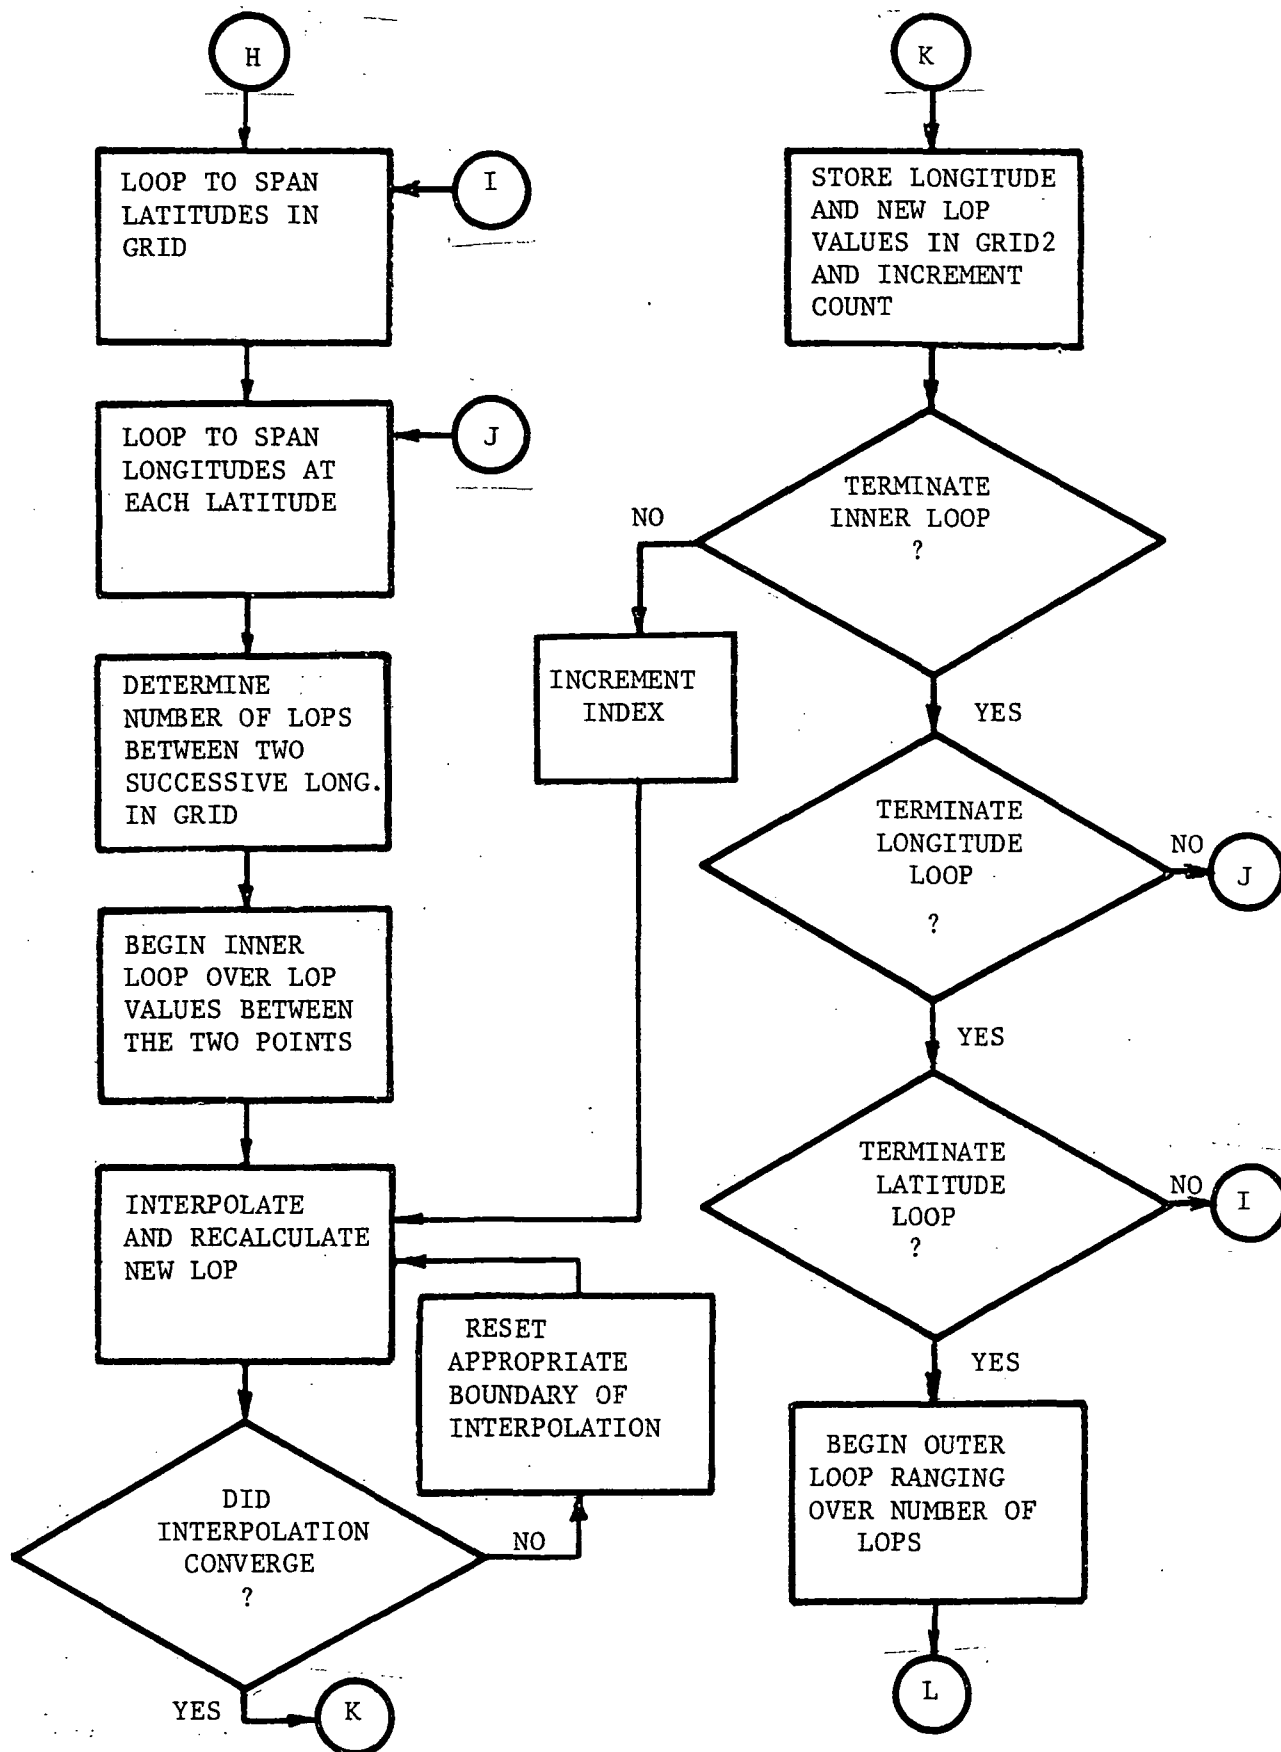 H
LOOP TO SPAN
LATITUDES IN
GRID
I
LOOP TO SPAN
LONGITUDES AT
EACH LATITUDE
J
DETERMINE
NUMBER OF LOPS
BETWEEN TWO
SUCCESSIVE LONG.
IN GRID
BEGIN INNER
LOOP OVER LOP
VALUES BETWEEN
THE TWO POINTS
INTERPOLATE
AND RECALCULATE
NEW LOP
RESET
APPROPRIATE
BOUNDARY OF
INTERPOLATION
DID
INTERPOLATION
CONVERGE
?
NO
YES
K
K
STORE LONGITUDE
AND NEW LOP
VALUES IN GRID2
AND INCREMENT
COUNT
TERMINATE
INNER LOOP
?
NO
INCREMENT
INDEX
YES
TERMINATE
LONGITUDE
LOOP
?
NO
J
YES
TERMINATE
LATITUDE
LOOP
?
NO
I
YES
BEGIN OUTER
LOOP RANGING
OVER NUMBER OF
LOPS
L